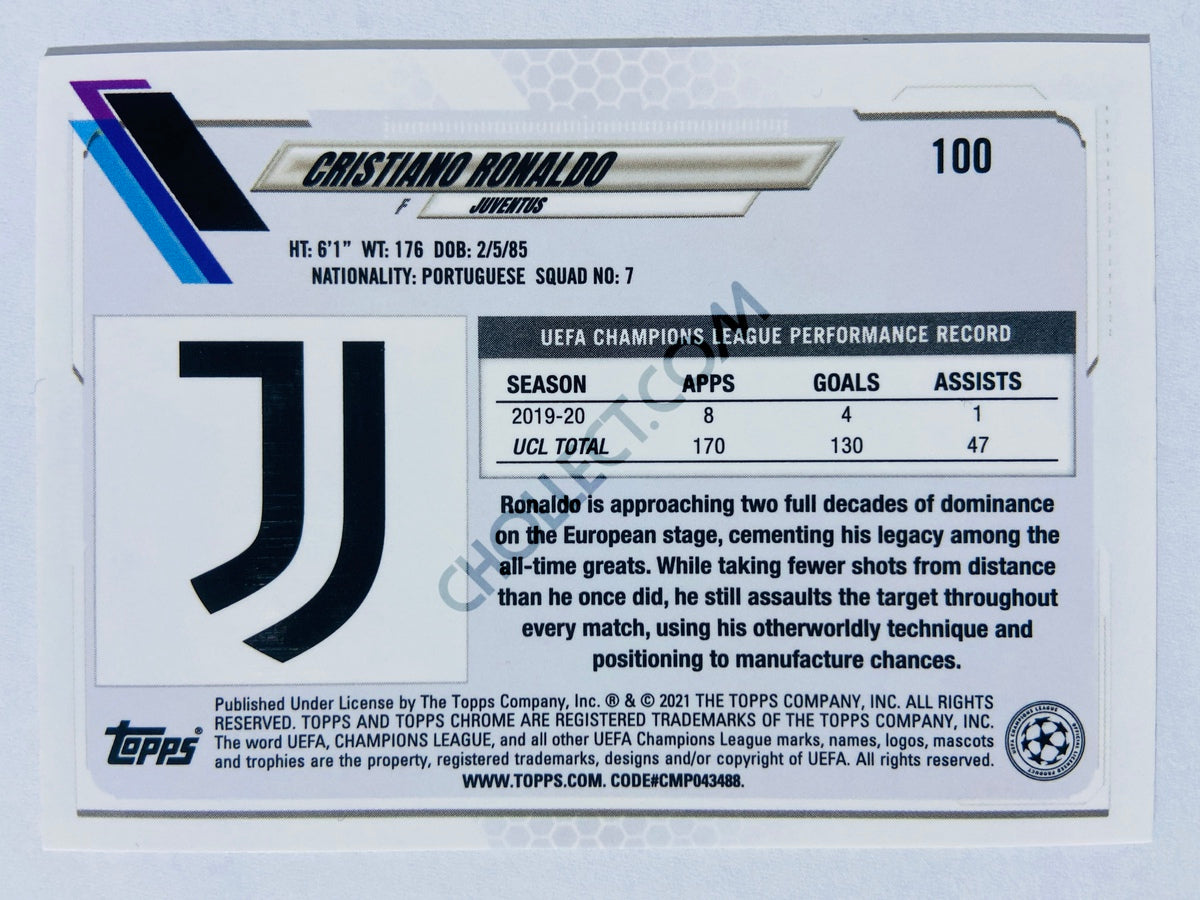 CRISTIANO RONALDO
100
F JUVENTUS
HT: 6'1" WT: 176 DOB: 2/5/85
NATIONALITY: PORTUGUESE SQUAD NO: 7
UEFA CHAMPIONS LEAGUE PERFORMANCE RECORD
SEASON APPS GOALS ASSISTS
2019-20 8 4 1
UCL TOTAL 170 130 47
Ronaldo is approaching two full decades of dominance
on the European stage, cementing his legacy among the
all-time greats. While taking fewer shots from distance
than he once did, he still assaults the target throughout
every match, using his otherworldly technique and
positioning to manufacture chances.
CHOLLECT.COM
Published Under License by The Topps Company, Inc. ® & © 2021 THE TOPPS COMPANY, INC. ALL RIGHTS
RESERVED. TOPPS AND TOPPS CHROME ARE REGISTERED TRADEMARKS OF THE TOPPS COMPANY, INC.
The word UEFA, CHAMPIONS LEAGUE, and all other UEFA Champions League marks, names, logos, mascots
and trophies are the property, registered trademarks, designs and/or copyright of UEFA. All rights reserved.
WWW.TOPPS.COM. CODE#CMP043488.
TOPPS®
UEFA CHAMPIONS LEAGUE
OFFICIAL LICENSED PRODUCT